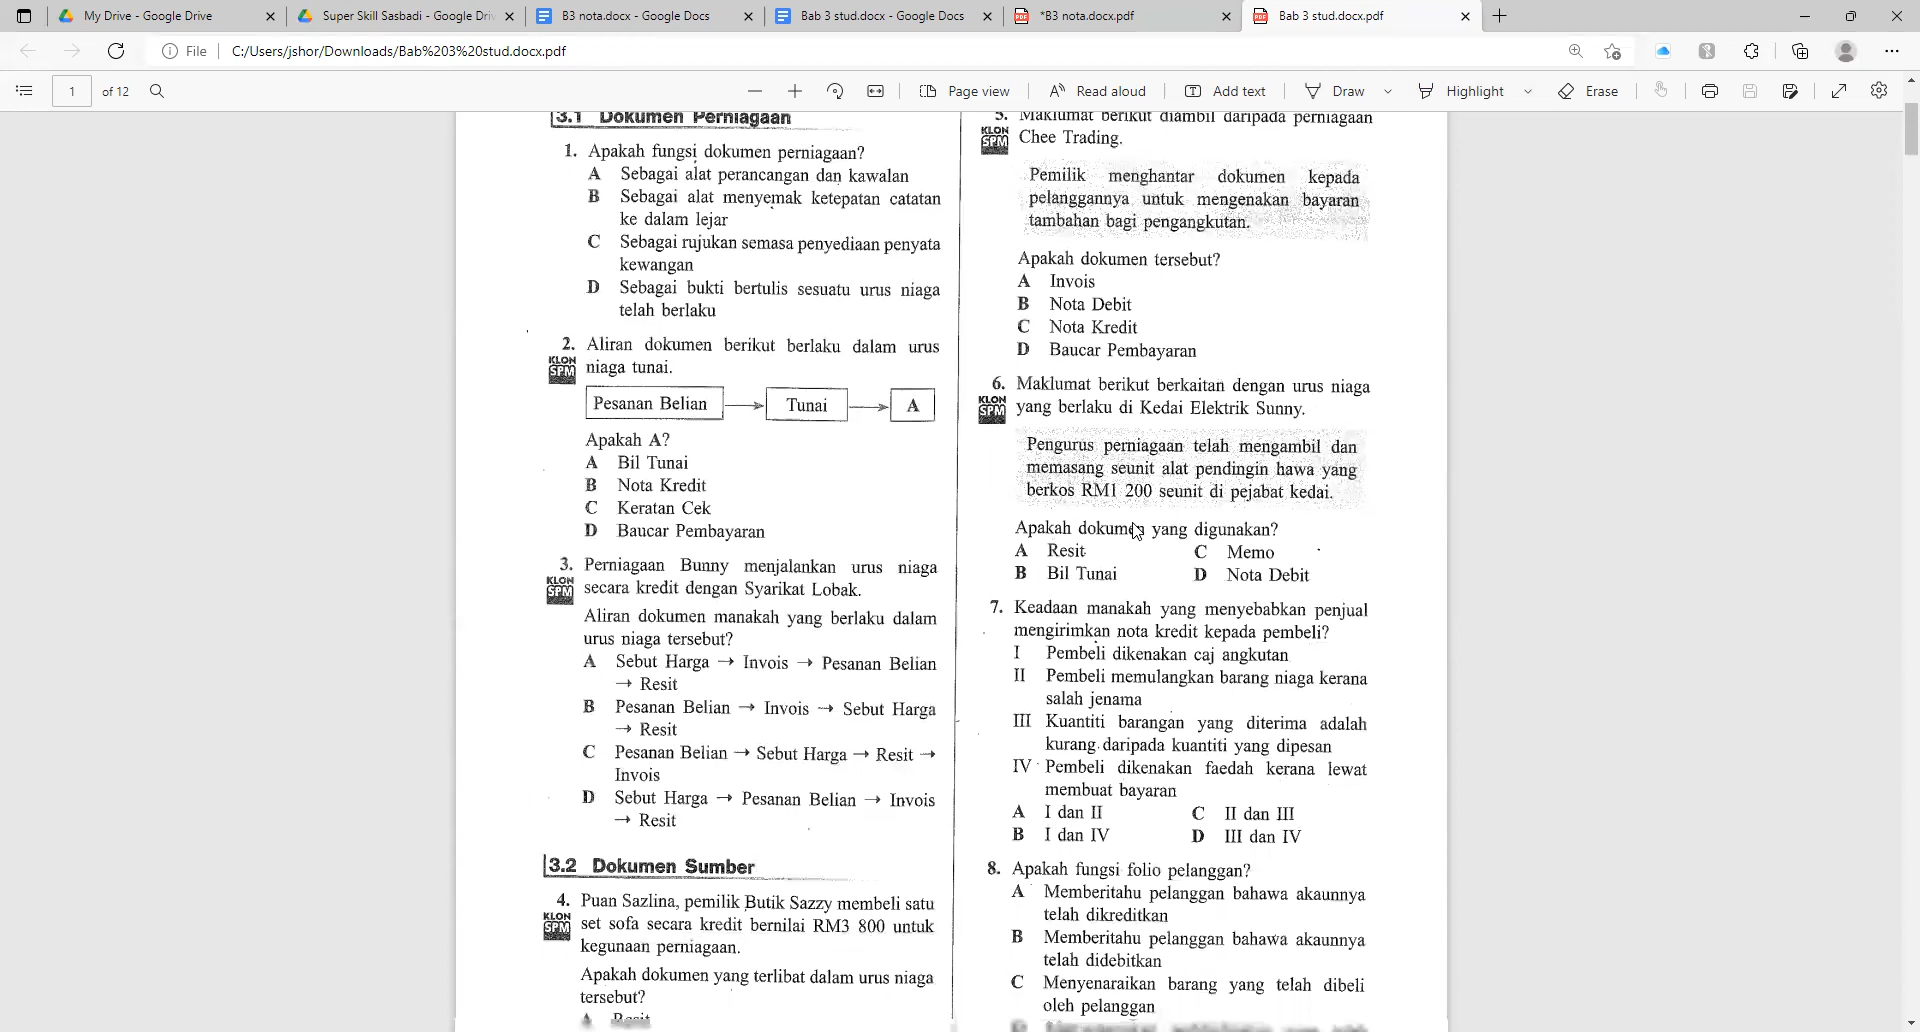 My Drive - Google Drive
Super Skill Sasbadi - Google Driv
B3 nota.docx - Google Docs
Bab 3 stud.docx - Google Docs
*B3 nota.docx.pdf
Bab 3 stud.docx.pdf
File
C:/Users/jshor/Downloads/Bab%203%20stud.docx.pdf
1 of 12
Page view
Read aloud
Add text
Draw
Highlight
Erase
3.1 Dokumen Perniagaan
1. Apakah fungsi dokumen perniagaan?
A Sebagai alat perancangan dan kawalan
B Sebagai alat menyemak ketepatan catatan
ke dalam lejar
C Sebagai rujukan semasa penyediaan penyata
kewangan
D Sebagai bukti bertulis sesuatu urus niaga
telah berlaku
2. Aliran dokumen berikut berlaku dalam urus
KLON SPM
niaga tunai.
Pesanan Belian → Tunai → A
Apakah A?
A Bil Tunai
B Nota Kredit
C Keratan Cek
D Baucar Pembayaran
3. Perniagaan Bunny menjalankan urus niaga
KLON SPM
secara kredit dengan Syarikat Lobak.
Aliran dokumen manakah yang berlaku dalam
urus niaga tersebut?
A Sebut Harga → Invois → Pesanan Belian
→ Resit
B Pesanan Belian → Invois → Sebut Harga
→ Resit
C Pesanan Belian → Sebut Harga → Resit →
Invois
D Sebut Harga → Pesanan Belian → Invois
→ Resit
3.2 Dokumen Sumber
4. Puan Sazlina, pemilik Butik Sazzy membeli satu
KLON SPM
set sofa secara kredit bernilai RM3 800 untuk
kegunaan perniagaan.
Apakah dokumen yang terlibat dalam urus niaga
tersebut?
A Resit
5. Maklumat berikut diambil daripada perniagaan
KLON SPM
Chee Trading.
Pemilik menghantar dokumen kepada
pelanggannya untuk mengenakan bayaran
tambahan bagi pengangkutan.
Apakah dokumen tersebut?
A Invois
B Nota Debit
C Nota Kredit
D Baucar Pembayaran
6. Maklumat berikut berkaitan dengan urus niaga
KLON SPM
yang berlaku di Kedai Elektrik Sunny.
Pengurus perniagaan telah mengambil dan
memasang seunit alat pendingin hawa yang
berkos RM1 200 seunit di pejabat kedai.
Apakah dokumen yang digunakan?
A Resit C Memo
B Bil Tunai D Nota Debit
7. Keadaan manakah yang menyebabkan penjual
mengirimkan nota kredit kepada pembeli?
I Pembeli dikenakan caj angkutan
II Pembeli memulangkan barang niaga kerana
salah jenama
III Kuantiti barangan yang diterima adalah
kurang daripada kuantiti yang dipesan
IV Pembeli dikenakan faedah kerana lewat
membuat bayaran
A I dan II C II dan III
B I dan IV D III dan IV
8. Apakah fungsi folio pelanggan?
A Memberitahu pelanggan bahawa akaunnya
telah dikreditkan
B Memberitahu pelanggan bahawa akaunnya
telah didebitkan
C Menyenaraikan barang yang telah dibeli
oleh pelanggan